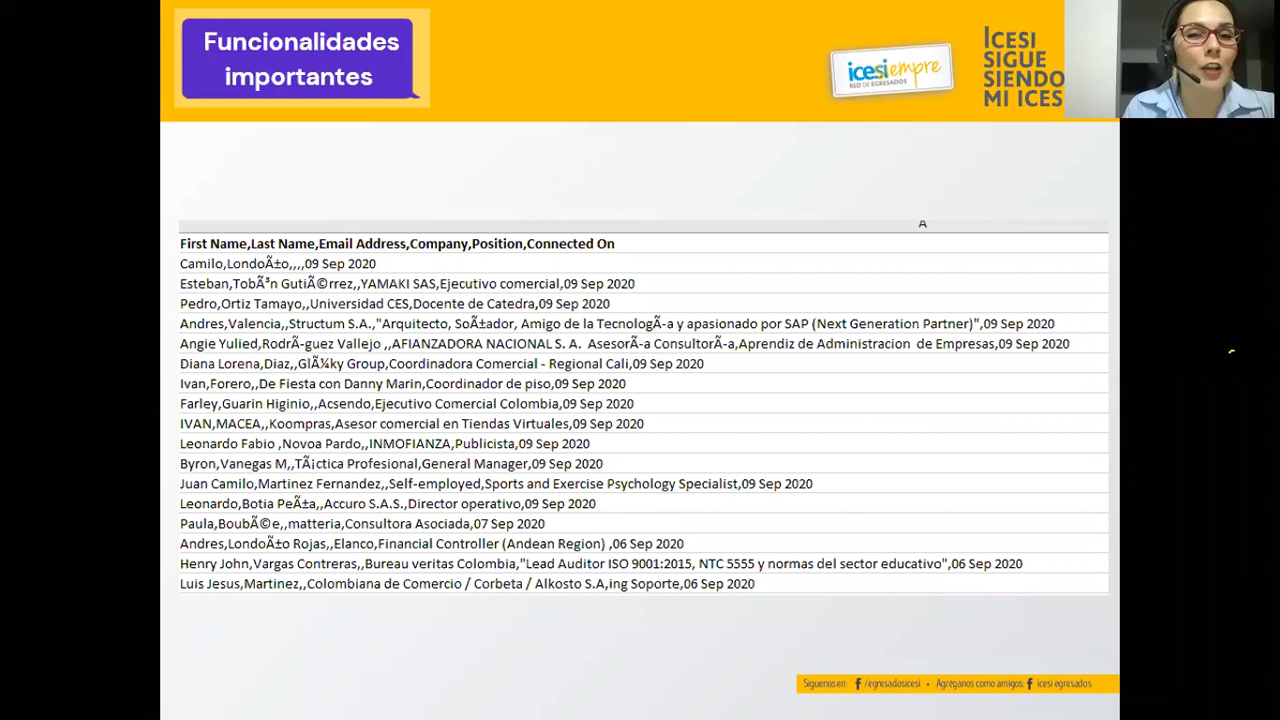 Funcionalidades
importantes
icesiempre
RED DE EGRESADOS
ICESI
SIGUE
SIENDO
MI ICES
A
First Name,Last Name,Email Address,Company,Position,Connected On
Camilo,LondoÃ±o,,,,09 Sep 2020
Esteban,TobÃ³n GutiÃ©rrez,,YAMAKI SAS,Ejecutivo comercial,09 Sep 2020
Pedro,Ortiz Tamayo,,Universidad CES,Docente de Catedra,09 Sep 2020
Andres,Valencia,,Structum S.A.,"Arquitecto, SoÃ±ador, Amigo de la TecnologÃ-a y apasionado por SAP (Next Generation Partner)",09 Sep 2020
Angie Yulied,RodrÃ-guez Vallejo ,,AFIANZADORA NACIONAL S. A.  AsesorÃ-a ConsultorÃ-a,Aprendiz de Administracion  de Empresas,09 Sep 2020
Diana Lorena,Diaz,,GlÃ¼ky Group,Coordinadora Comercial - Regional Cali,09 Sep 2020
Ivan,Forero,,De Fiesta con Danny Marin,Coordinador de piso,09 Sep 2020
Farley,Guarin Higinio,,Acsendo,Ejecutivo Comercial Colombia,09 Sep 2020
IVAN,MACEA,,Koompras,Asesor comercial en Tiendas Virtuales,09 Sep 2020
Leonardo Fabio ,Novoa Pardo,,INMOFIANZA,Publicista,09 Sep 2020
Byron,Vanegas M,,TÃ¡ctica Profesional,General Manager,09 Sep 2020
Juan Camilo,Martinez Fernandez,,Self-employed,Sports and Exercise Psychology Specialist,09 Sep 2020
Leonardo,Botia PeÃ±a,,Accuro S.A.S.,Director operativo,09 Sep 2020
Paula,BoubÃ©e,,matteria,Consultora Asociada,07 Sep 2020
Andres,LondoÃ±o Rojas,,Elanco,Financial Controller (Andean Region) ,06 Sep 2020
Henry John,Vargas Contreras,,Bureau veritas Colombia,"Lead Auditor ISO 9001:2015, NTC 5555 y normas del sector educativo",06 Sep 2020
Luis Jesus,Martinez,,Colombiana de Comercio / Corbeta / Alkosto S.A,ing Soporte,06 Sep 2020
Síguenos en: f /egresadosicesi • Agréganos como amigos: f icesi egresados.